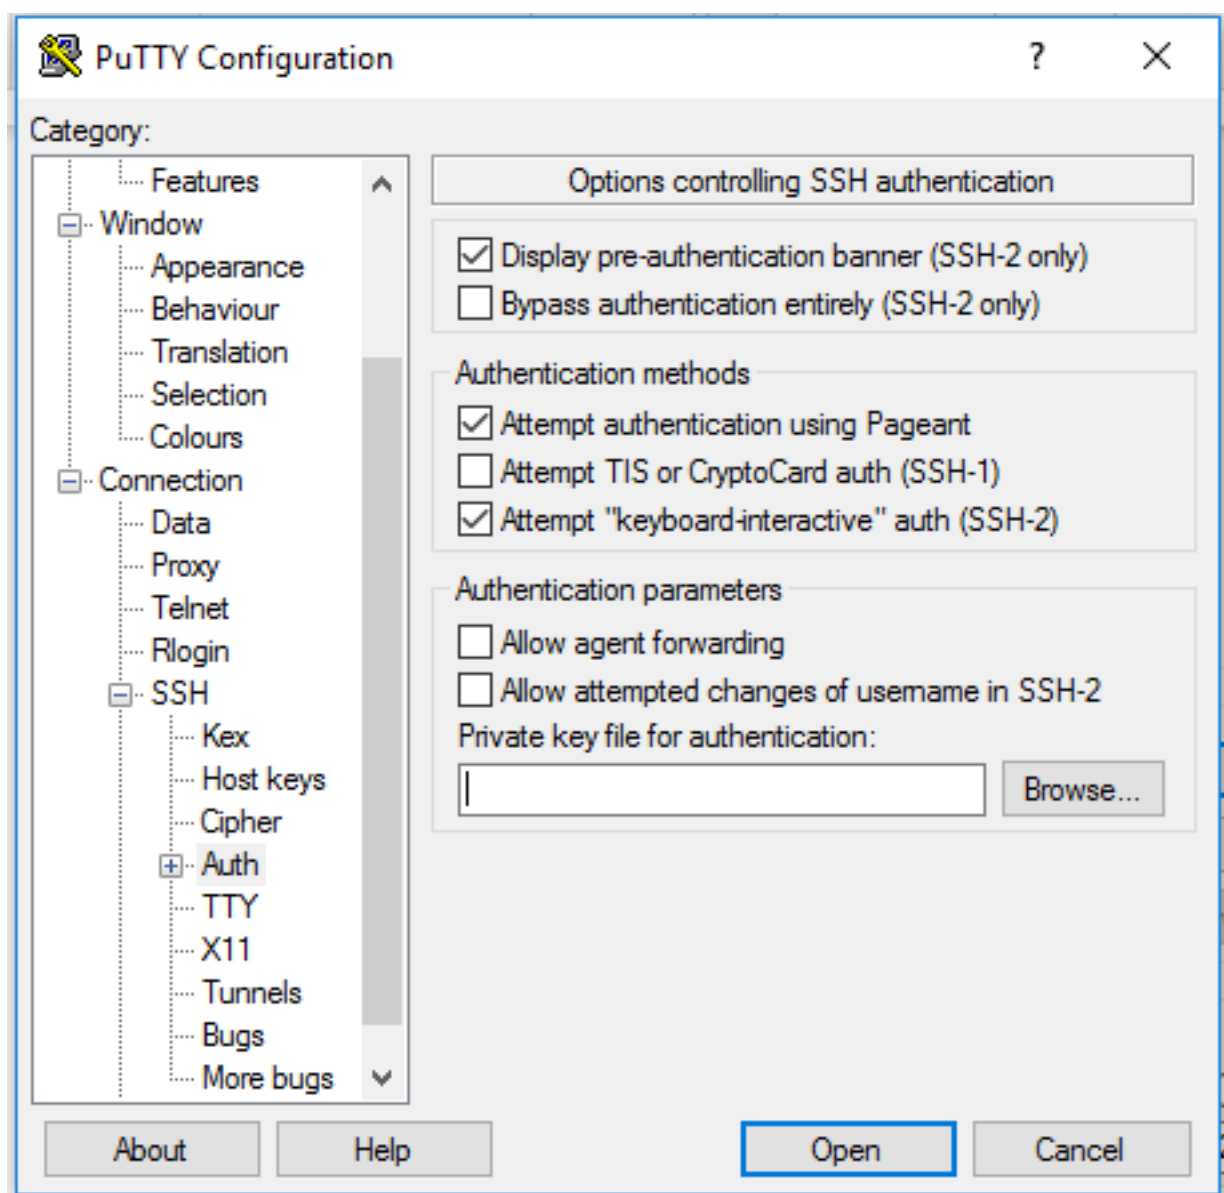 PuTTY Configuration
?
Category:
Features
Window
Appearance
Behaviour
Translation
Selection
Colours
Connection
Data
Proxy
Telnet
Rlogin
SSH
Kex
Host keys
Cipher
Auth
TTY
X11
Tunnels
Bugs
More bugs
Options controlling SSH authentication
Display pre-authentication banner (SSH-2 only)
Bypass authentication entirely (SSH-2 only)
Authentication methods
Attempt authentication using Pageant
Attempt TIS or CryptoCard auth (SSH-1)
Attempt "keyboard-interactive" auth (SSH-2)
Authentication parameters
Allow agent forwarding
Allow attempted changes of username in SSH-2
Private key file for authentication:
Browse...
About
Help
Open
Cancel